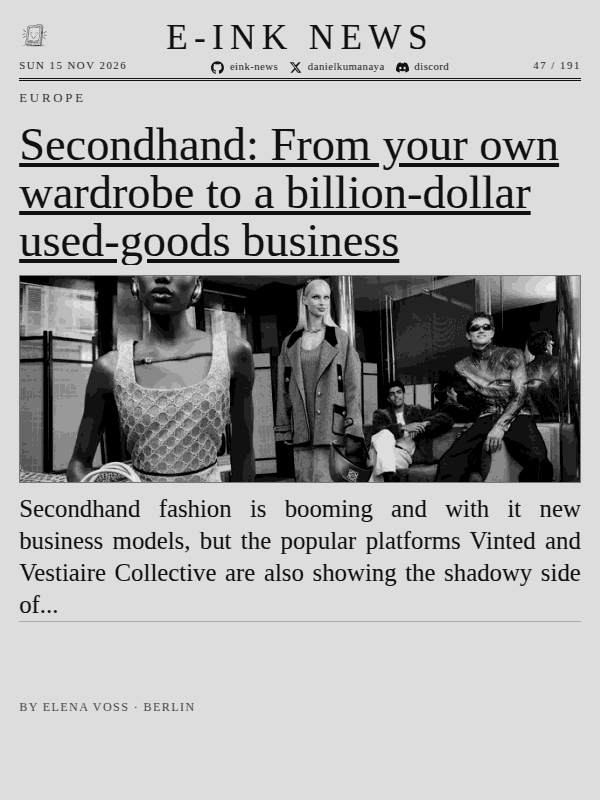 E-INK NEWS
SUN 15 NOV 2026
eink-news danielkumanaya discord
47 / 191
EUROPE
Secondhand: From your own
wardrobe to a billion-dollar
used-goods business
Secondhand fashion is booming and with it new
business models, but the popular platforms Vinted and
Vestiaire Collective are also showing the shadowy side
of...
BY ELENA VOSS · BERLIN